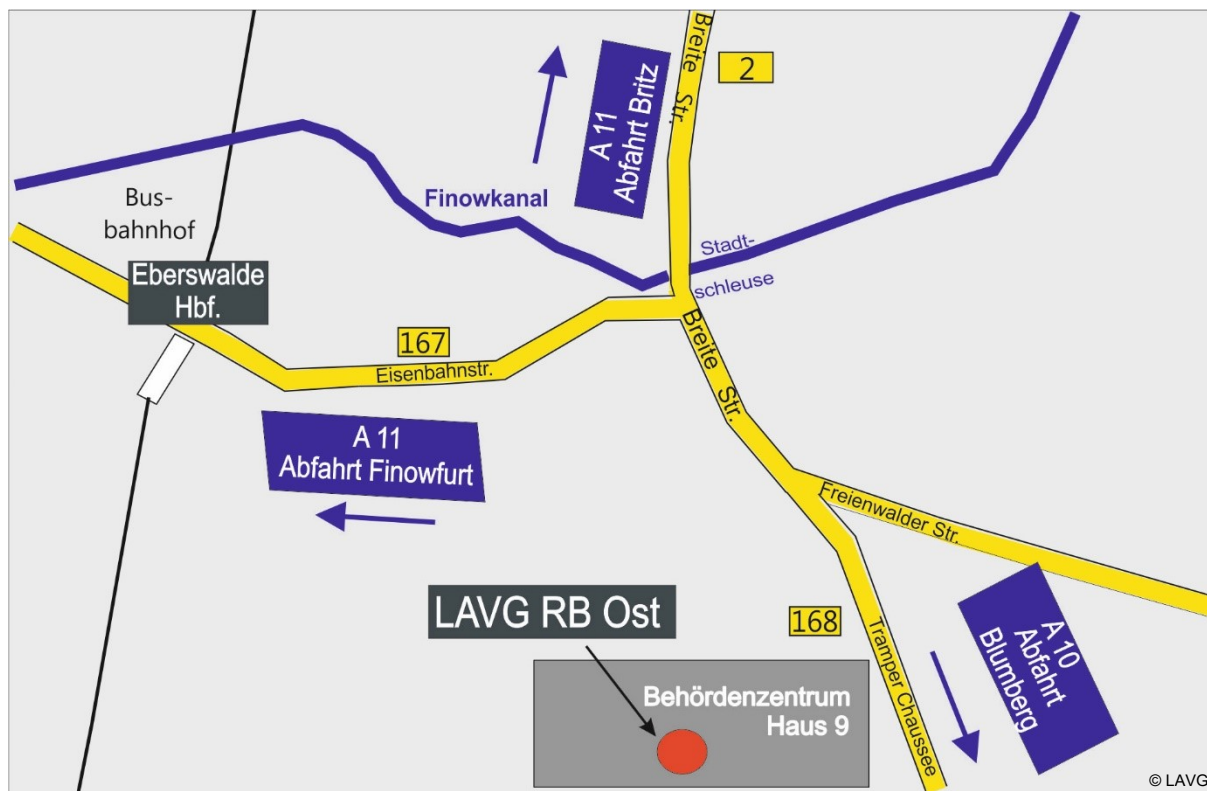 Breite Str.
2
A 11
Abfahrt Britz
Finowkanal
Bus-
bahnhof
Stadt-
schleuse
Eberswalde
Hbf.
167
Eisenbahnstr.
Breite Str.
A 11
Abfahrt Finowfurt
Freienwalder Str.
LAVG RB Ost
168
Tramper Chaussee
A 10
Abfahrt
Blumberg
Behördenzentrum
Haus 9
© LAVG